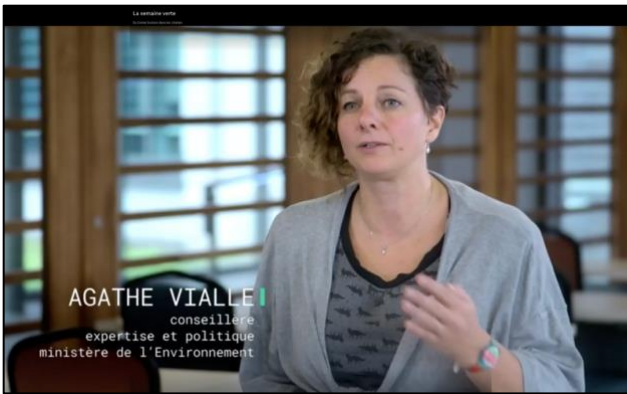 La semaine verte
AGATHE VIALLE
conseillère
expertise et politique
ministère de l'Environnement